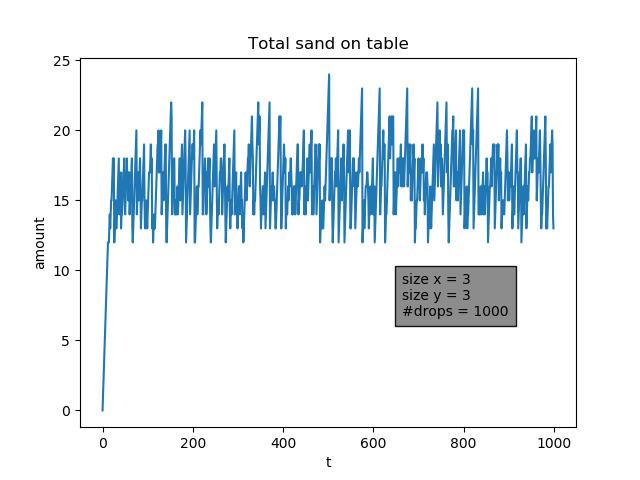 Total sand on table
25
20
15
10
5
0
amount
size x = 3
size y = 3
#drops = 1000
0 200 400 600 800 1000
t